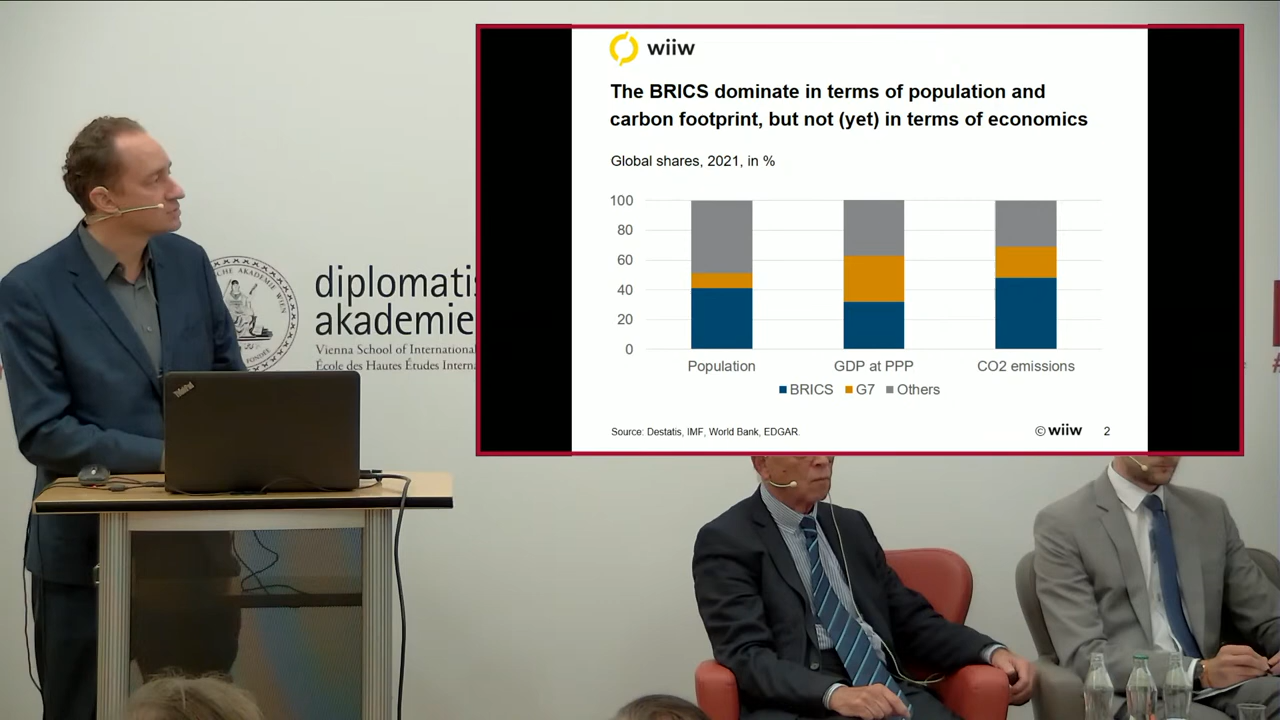 wiiw
The BRICS dominate in terms of population and
carbon footprint, but not (yet) in terms of economics
Global shares, 2021, in %
100
80
60
40
20
0
Population GDP at PPP CO2 emissions
BRICS G7 Others
Source: Destatis, IMF, World Bank, EDGAR.
© wiiw 2
diplomatis
akademie
Vienna School of International
École des Hautes Études Interna
ThinkPad